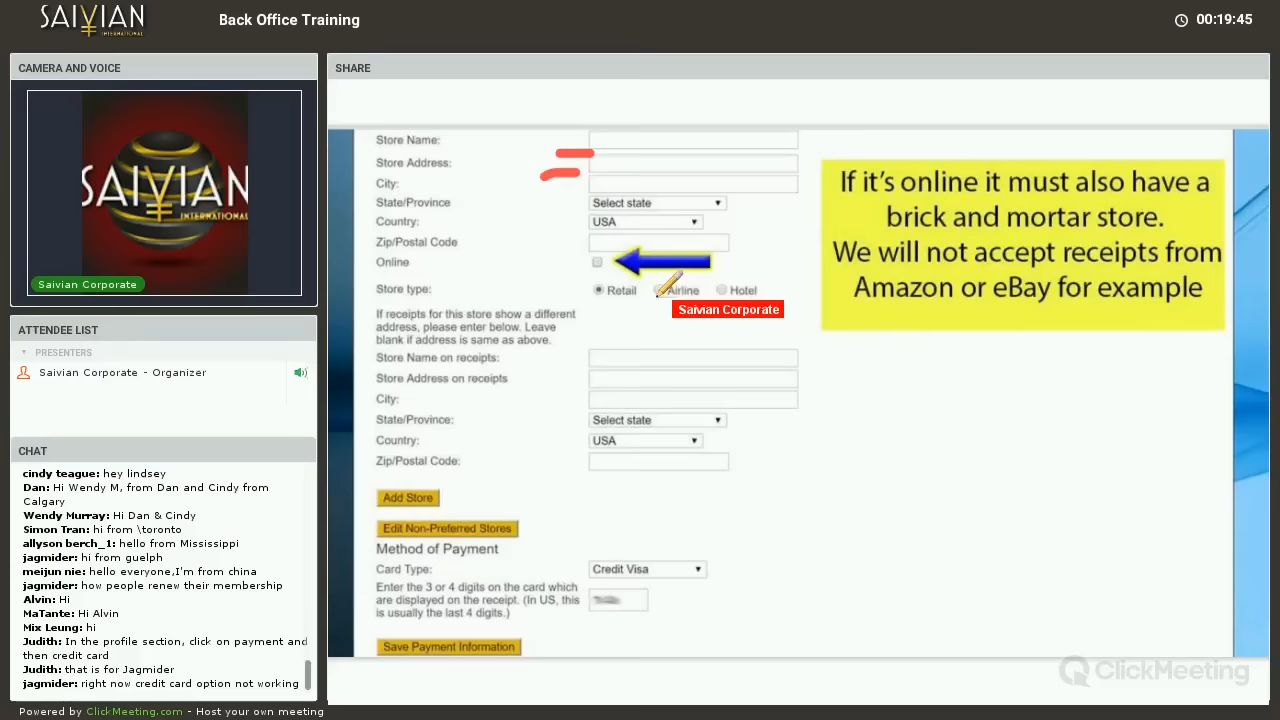 SAIVIAN
INTERNATIONAL
Back Office Training
00:19:45
CAMERA AND VOICE
SAIVIAN
INTERNATIONAL
Saivian Corporate
ATTENDEE LIST
PRESENTERS
Saivian Corporate - Organizer
CHAT
cindy teague: hey lindsey
Dan: Hi Wendy M, from Dan and Cindy from
Calgary
Wendy Murray: Hi Dan & Cindy
Simon Tran: hi from \toronto
allyson berch_1: hello from Mississippi
jagmider: hi from guelph
meijun nie: hello everyone,I'm from china
jagmider: how people renew their membership
Alvin: Hi
MaTante: Hi Alvin
Mix Leung: hi
Judith: In the profile section, click on payment and
then credit card
Judith: that is for Jagmider
jagmider: right now credit card option not working
SHARE
Store Name:
Store Address:
City:
State/Province Select state
Country: USA
Zip/Postal Code
Online
Store type: Retail Airline Hotel
Saivian Corporate
If receipts for this store show a different
address, please enter below. Leave
blank if address is same as above.
Store Name on receipts:
Store Address on receipts
City:
State/Province: Select state
Country: USA
Zip/Postal Code:
Add Store
Edit Non-Preferred Stores
Method of Payment
Card Type: Credit Visa
Enter the 3 or 4 digits on the card which
are displayed on the receipt. (In US, this
is usually the last 4 digits.)
Save Payment Information
If it's online it must also have a
brick and mortar store.
We will not accept receipts from
Amazon or eBay for example
ClickMeeting
Powered by ClickMeeting.com - Host your own meeting